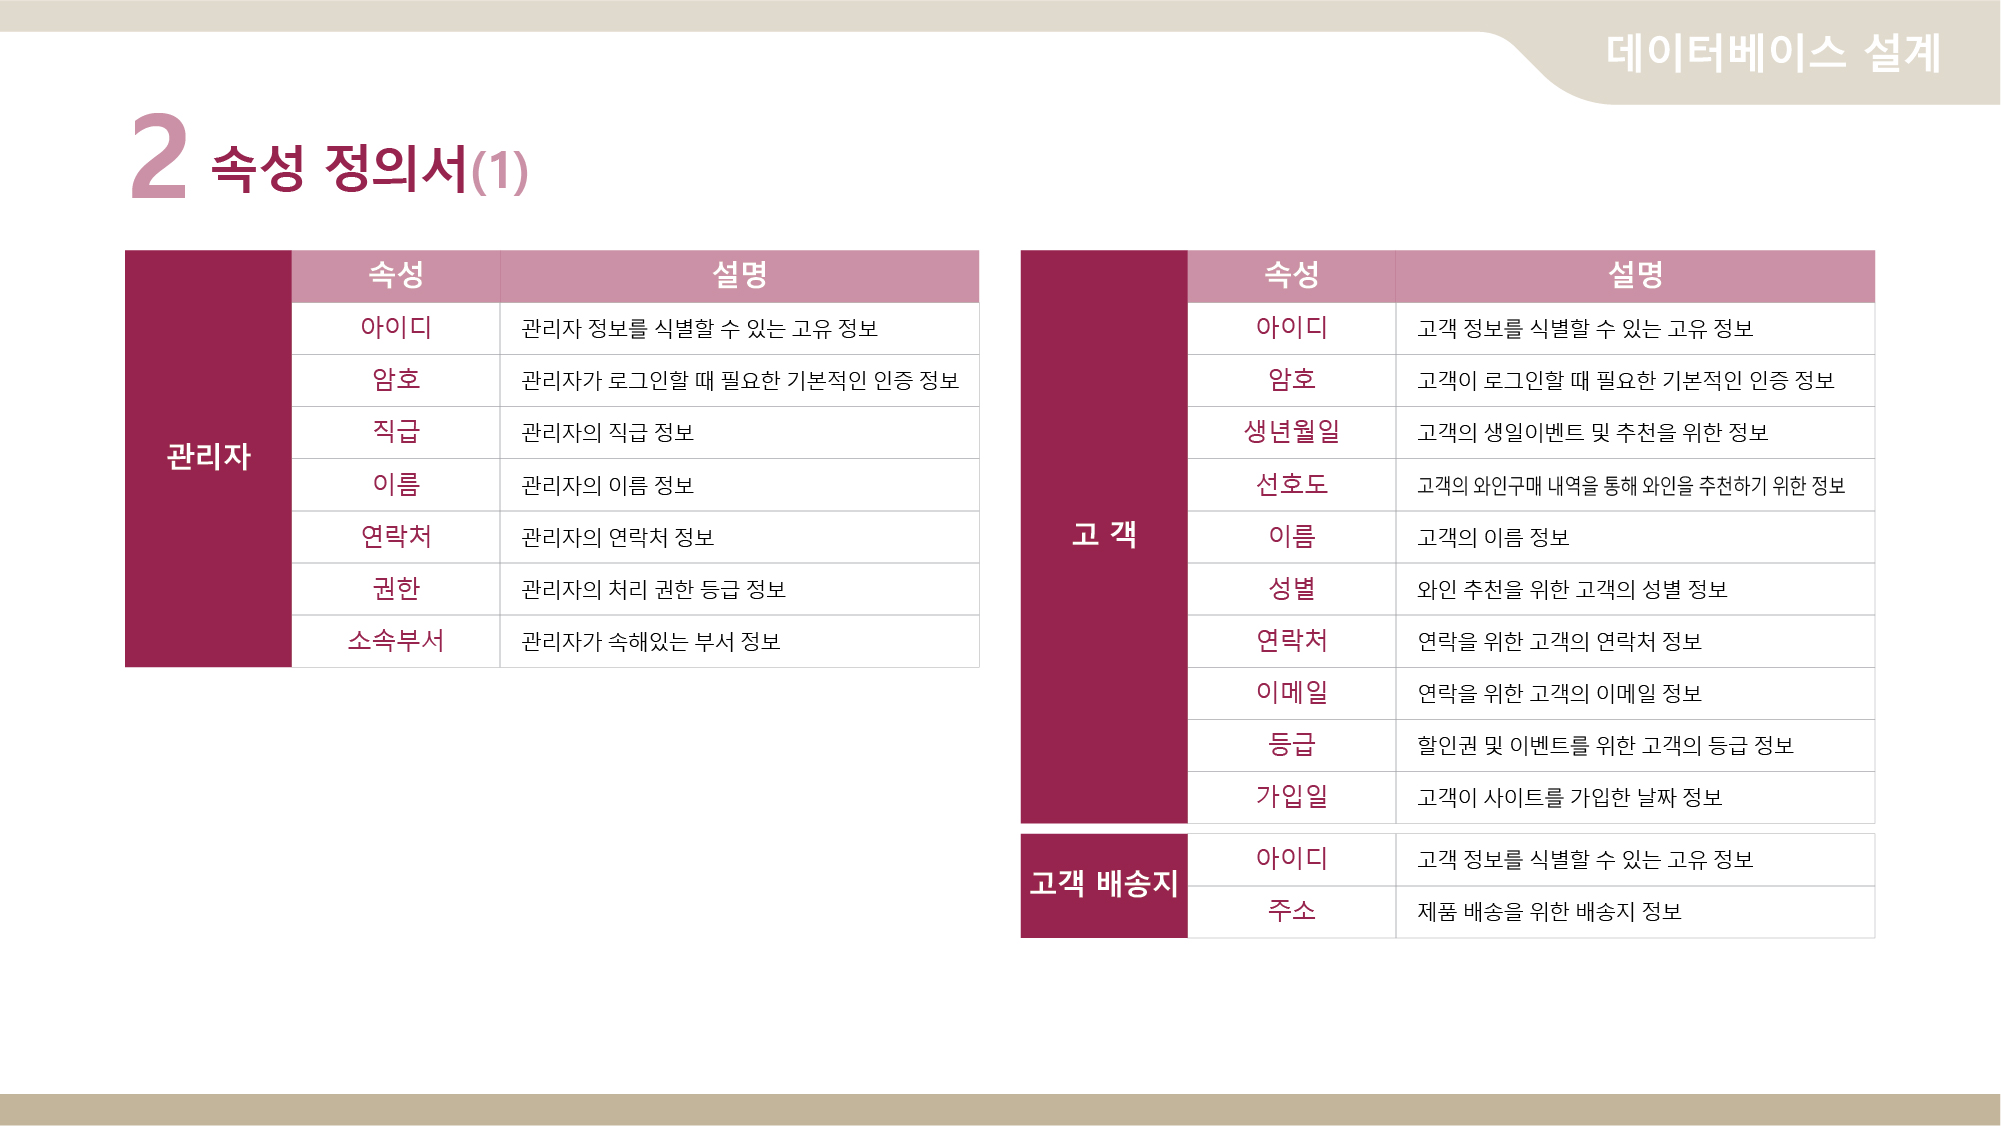 데이터베이스 설계
2 속성 정의서(1)
관리자
속성 설명
아이디 관리자 정보를 식별할 수 있는 고유 정보
암호 관리자가 로그인할 때 필요한 기본적인 인증 정보
직급 관리자의 직급 정보
이름 관리자의 이름 정보
연락처 관리자의 연락처 정보
권한 관리자의 처리 권한 등급 정보
소속부서 관리자가 속해있는 부서 정보
고 객
속성 설명
아이디 고객 정보를 식별할 수 있는 고유 정보
암호 고객이 로그인할 때 필요한 기본적인 인증 정보
생년월일 고객의 생일이벤트 및 추천을 위한 정보
선호도 고객의 와인구매 내역을 통해 와인을 추천하기 위한 정보
이름 고객의 이름 정보
성별 와인 추천을 위한 고객의 성별 정보
연락처 연락을 위한 고객의 연락처 정보
이메일 연락을 위한 고객의 이메일 정보
등급 할인권 및 이벤트를 위한 고객의 등급 정보
가입일 고객이 사이트를 가입한 날짜 정보
고객 배송지
아이디 고객 정보를 식별할 수 있는 고유 정보
주소 제품 배송을 위한 배송지 정보